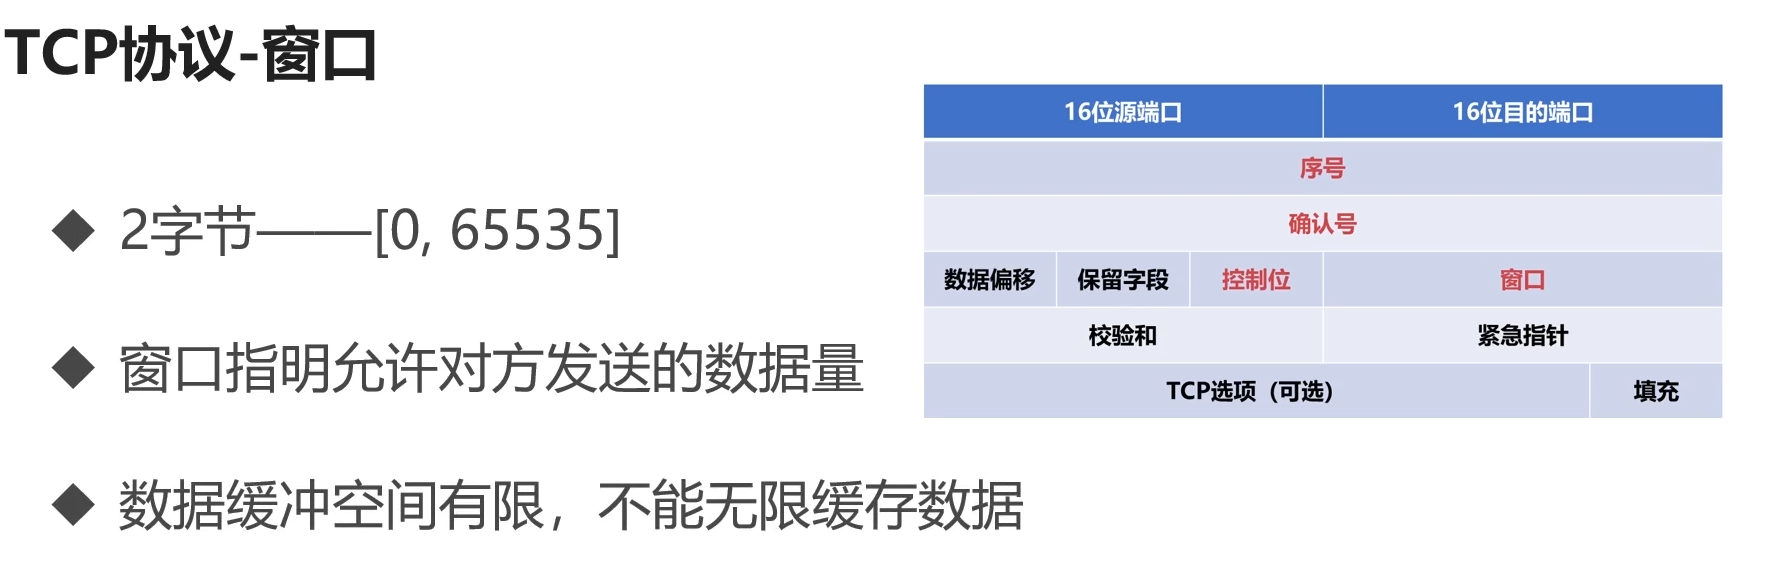 TCP协议-窗口
16位源端口 16位目的端口
序号
确认号
数据偏移 保留字段 控制位 窗口
校验和 紧急指针
TCP选项（可选） 填充
◆ 2字节——[0, 65535]
◆ 窗口指明允许对方发送的数据量
◆ 数据缓冲空间有限，不能无限缓存数据